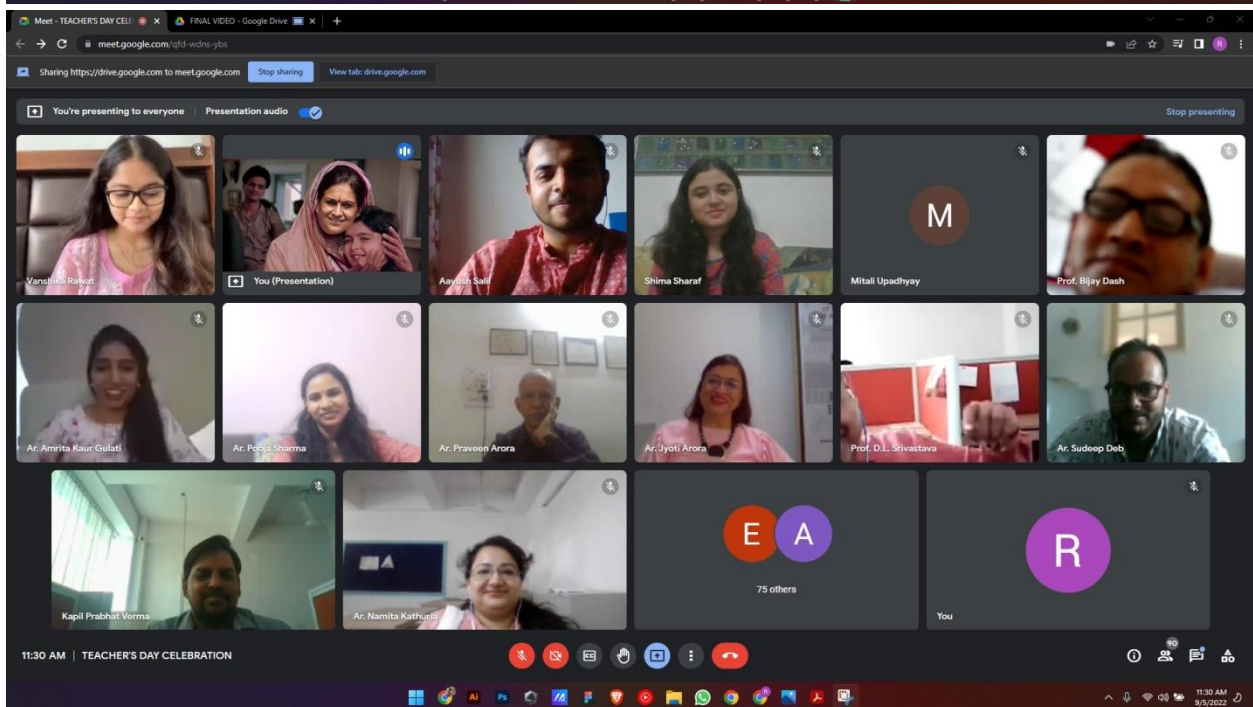 Meet - TEACHER'S DAY CELE
FINAL VIDEO - Google Drive
meet.google.com/qfd-wdns-ybs
R
Sharing https://drive.google.com to meet.google.com
Stop sharing
View tab: drive.google.com
You're presenting to everyone
Presentation audio
Stop presenting
Vanshika Rawat
You (Presentation)
Aayush Salil
Shima Sharaf
M
Mitali Upadhyay
Prof. Bijay Dash
Ar. Amrita Kaur Gulati
Ar. Pooja Sharma
Ar. Praveen Arora
Ar. Jyoti Arora
Prof. D.L. Srivastava
Ar. Sudeep Deb
Kapil Prabhat Verma
Ar. Namita Kathuria
E A
75 others
R
You
11:30 AM | TEACHER'S DAY CELEBRATION
CC
90
Ai
Ps
11:30 AM
9/5/2022